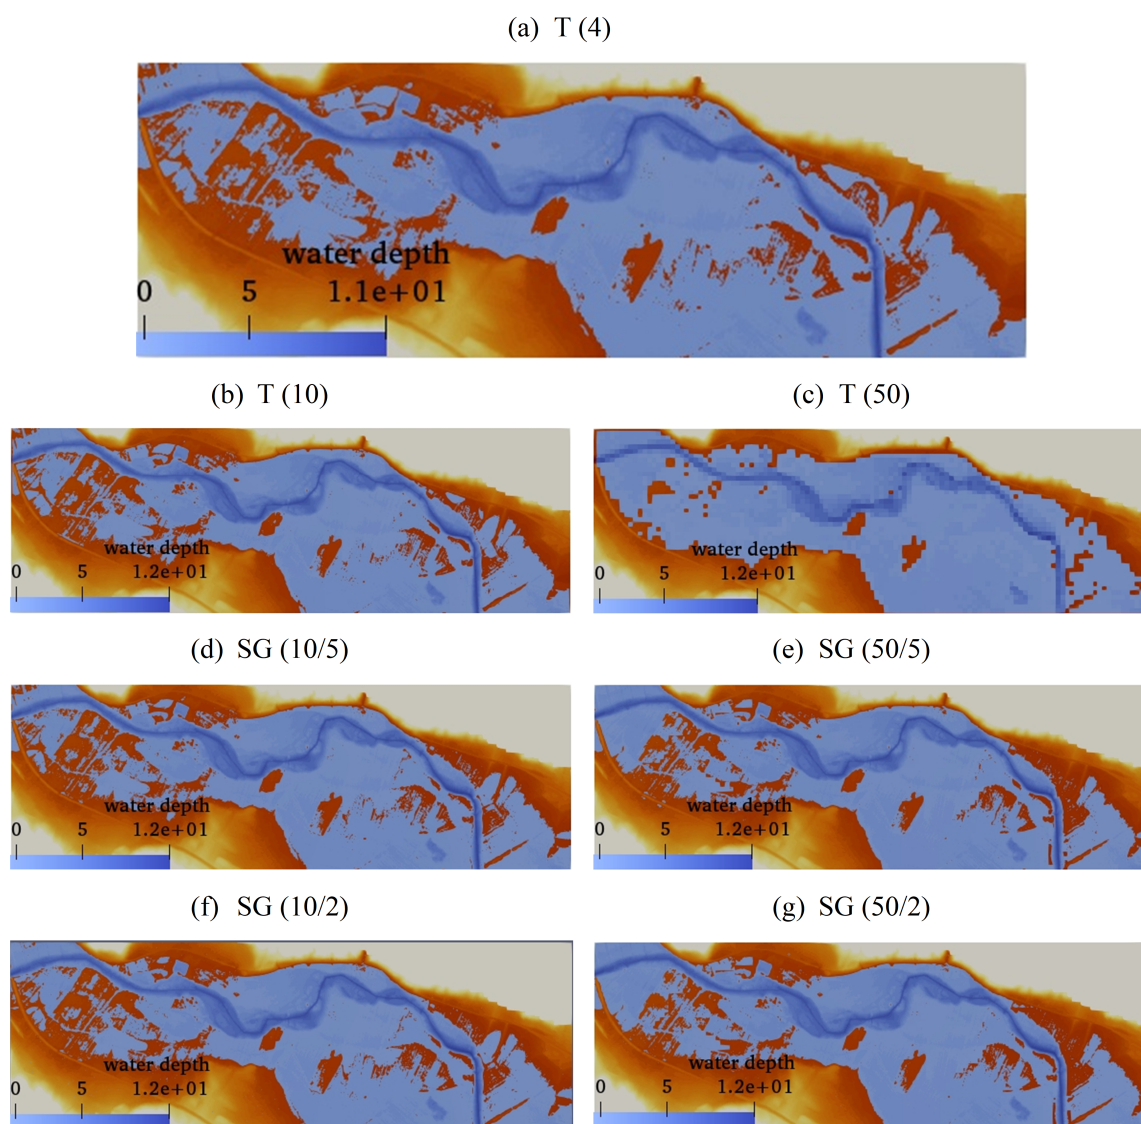 (a) T (4)
water depth
0 5 1.1e+01
(b) T (10)
(c) T (50)
water depth
0 5 1.2e+01
water depth
0 5 1.2e+01
(d) SG (10/5)
(e) SG (50/5)
water depth
0 5 1.2e+01
water depth
0 5 1.2e+01
(f) SG (10/2)
(g) SG (50/2)
water depth
0 5 1.2e+01
water depth
0 5 1.2e+01